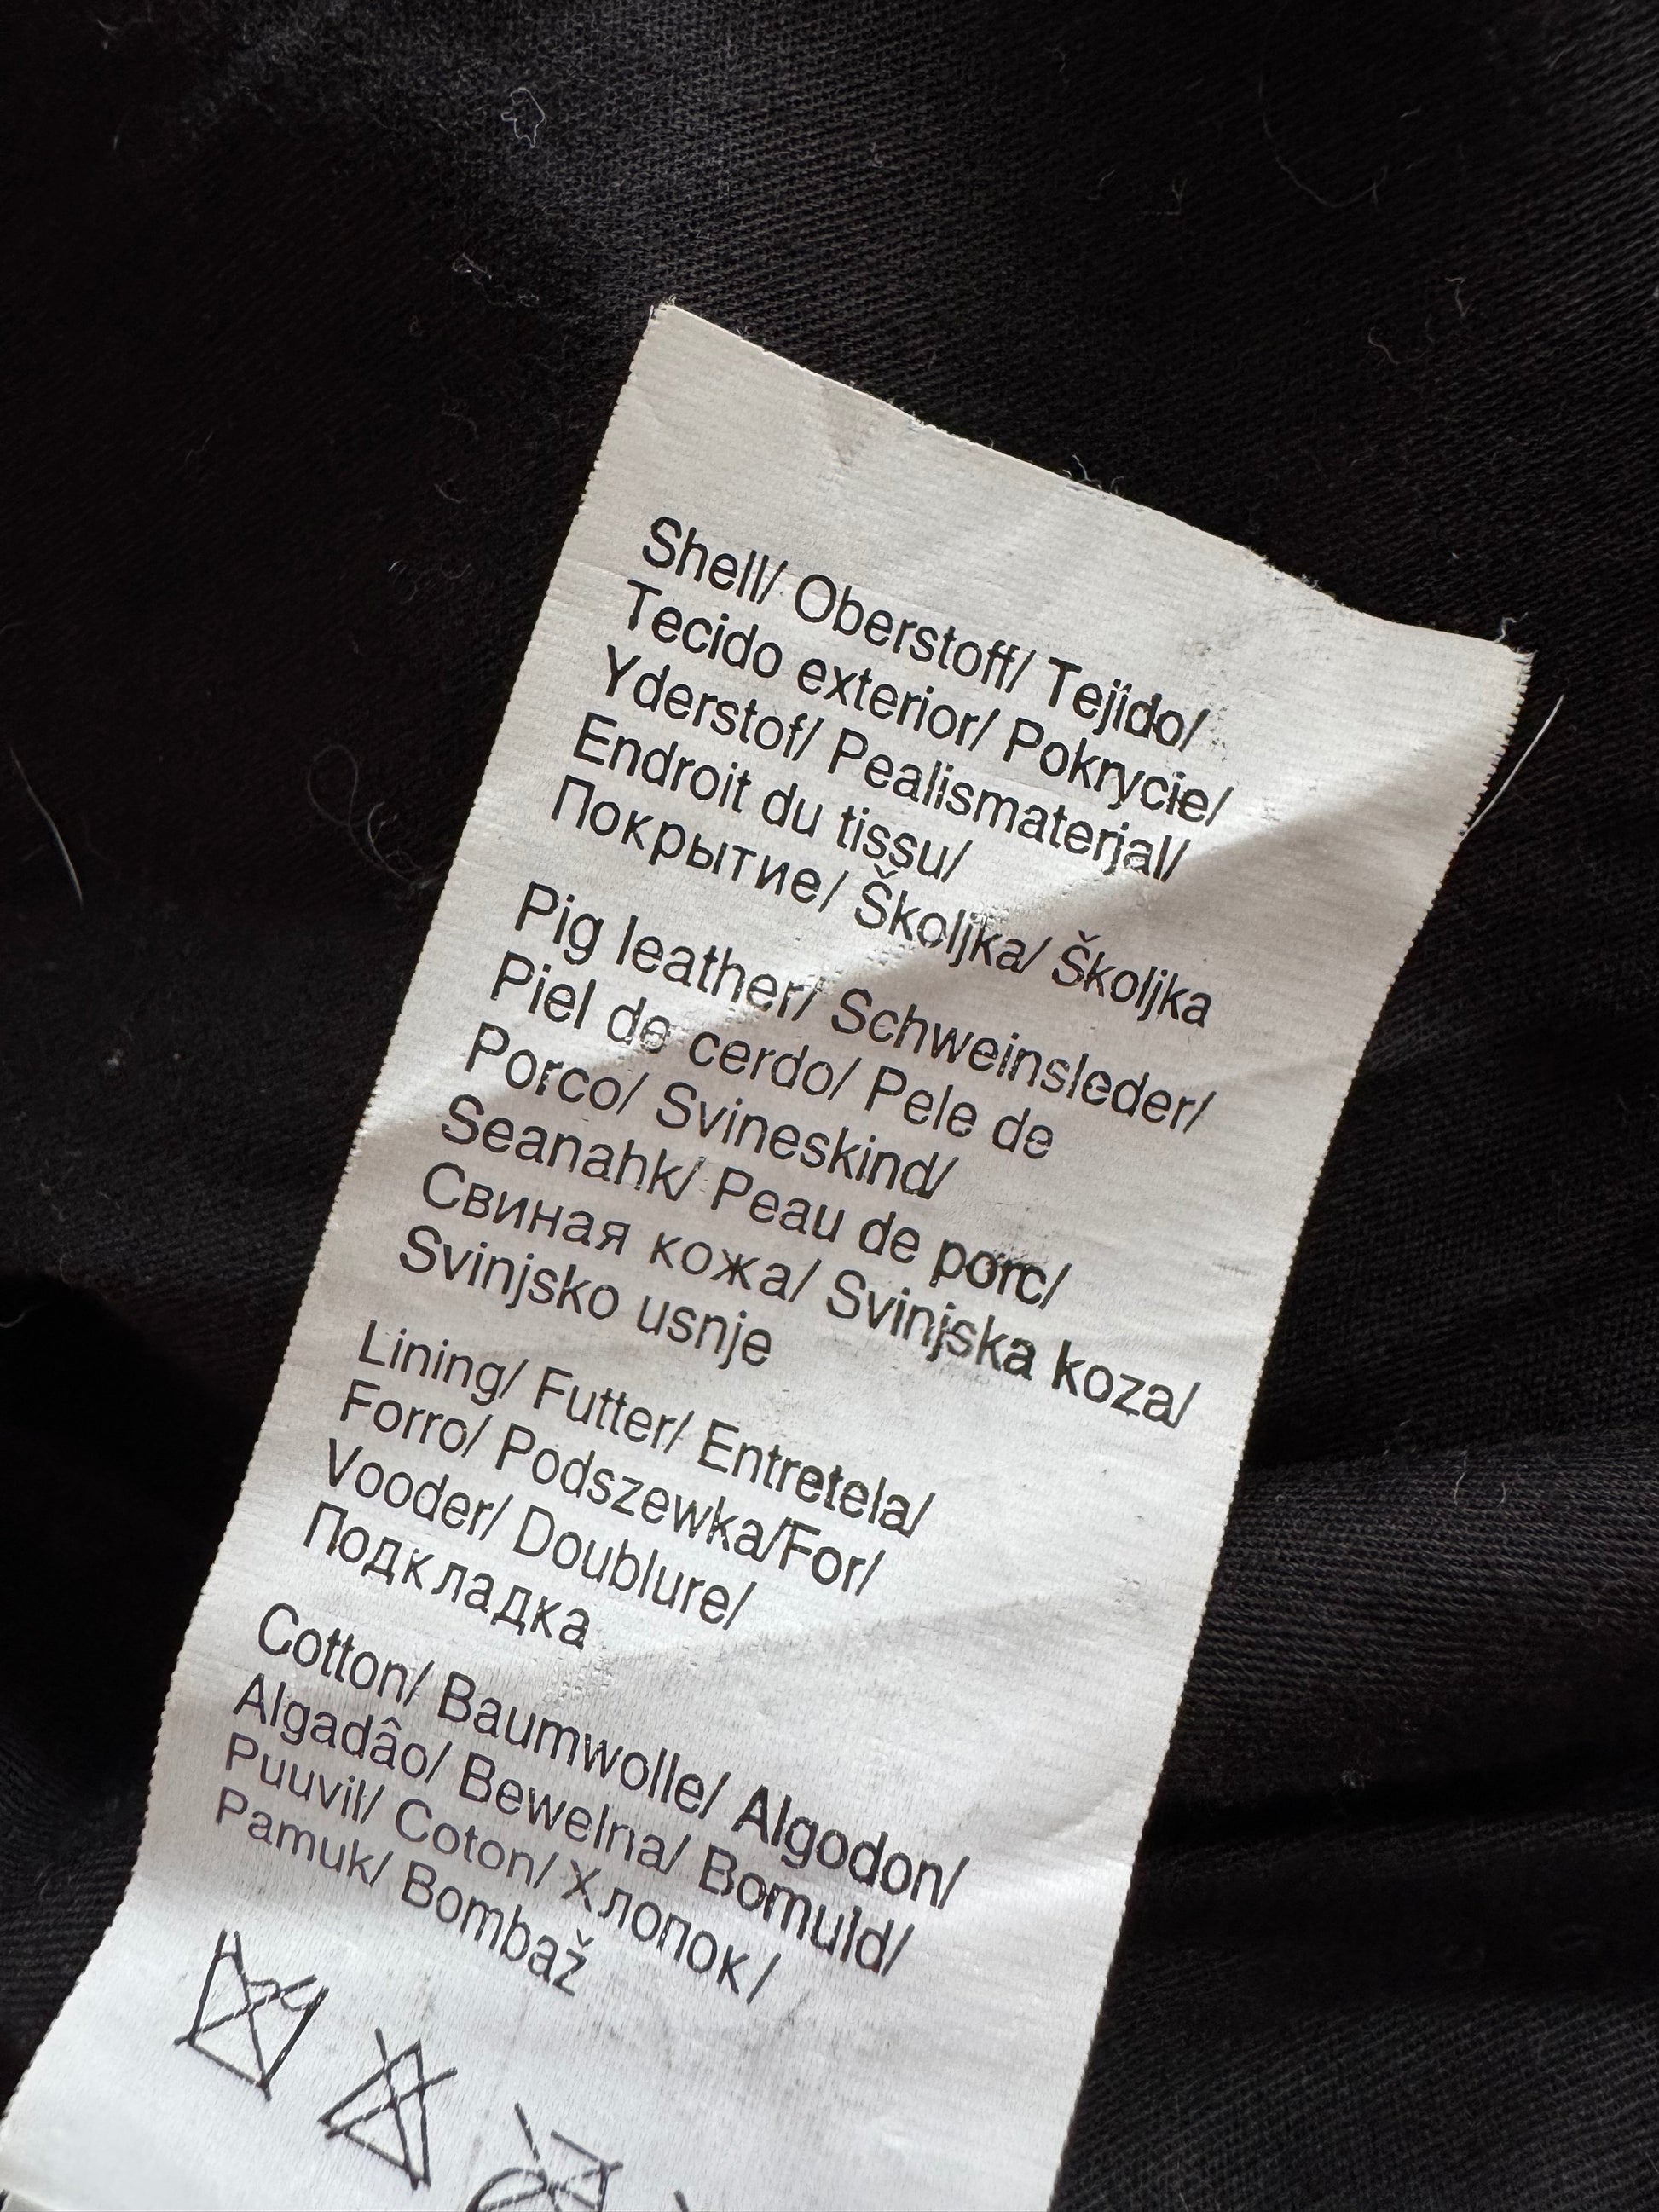 Shell/ Oberstoff/ Tejido/
Tecido exterior/ Pokrycie/
Yderstof/ Pealismaterjal/
Endroit du tissu/
Покрытие/ Školjka/ Školjka
Pig leather/ Schweinsleder/
Piel de cerdo/ Pele de
Porco/ Svineskind/
Seanahk/ Peau de porc/
Свиная кожа/ Svinjska koza/
Svinjsko usnje
Lining/ Futter/ Entretela/
Forro/ Podszewka/For/
Vooder/ Doublure/
Подкладка
Cotton/ Baumwolle/ Algodon/
Algadâo/ Bewelna/ Bomuld/
Puuvil/ Coton/ Хлопок/
Pamuk/ Bombaž